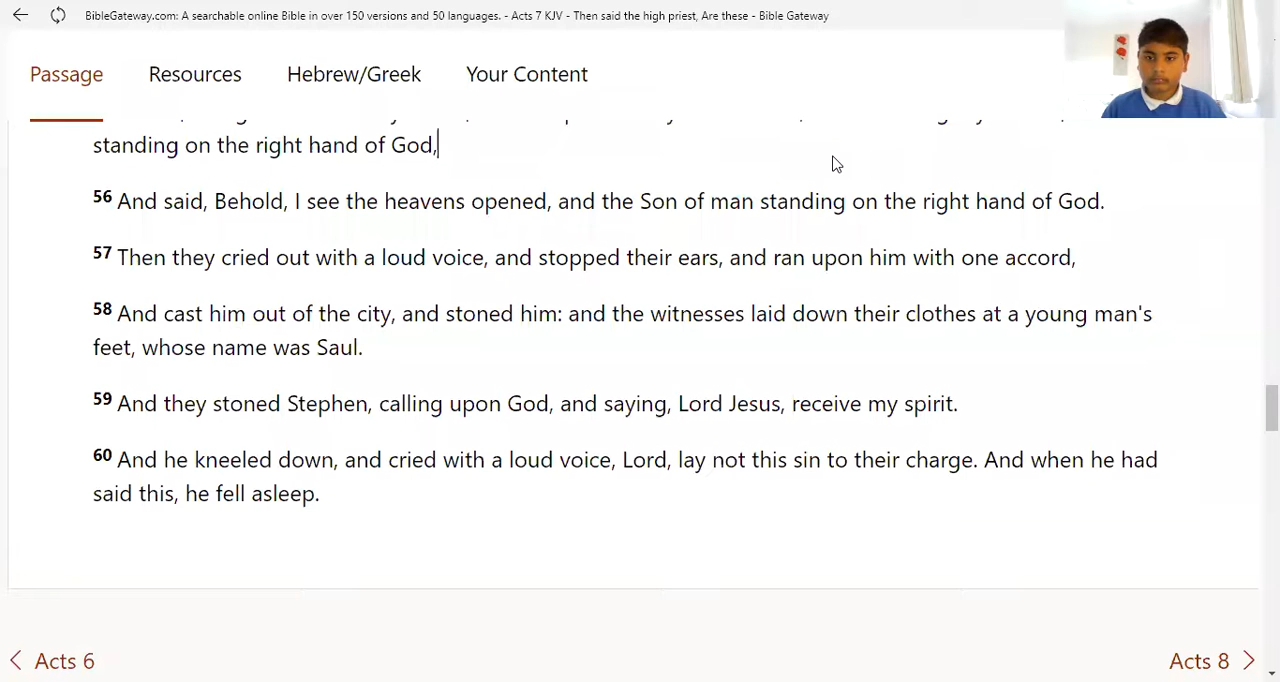 BibleGateway.com: A searchable online Bible in over 150 versions and 50 languages. - Acts 7 KJV - Then said the high priest, Are these - Bible Gateway
Passage Resources Hebrew/Greek Your Content
standing on the right hand of God,
56 And said, Behold, I see the heavens opened, and the Son of man standing on the right hand of God.
57 Then they cried out with a loud voice, and stopped their ears, and ran upon him with one accord,
58 And cast him out of the city, and stoned him: and the witnesses laid down their clothes at a young man's
feet, whose name was Saul.
59 And they stoned Stephen, calling upon God, and saying, Lord Jesus, receive my spirit.
60 And he kneeled down, and cried with a loud voice, Lord, lay not this sin to their charge. And when he had
said this, he fell asleep.
Acts 6 Acts 8